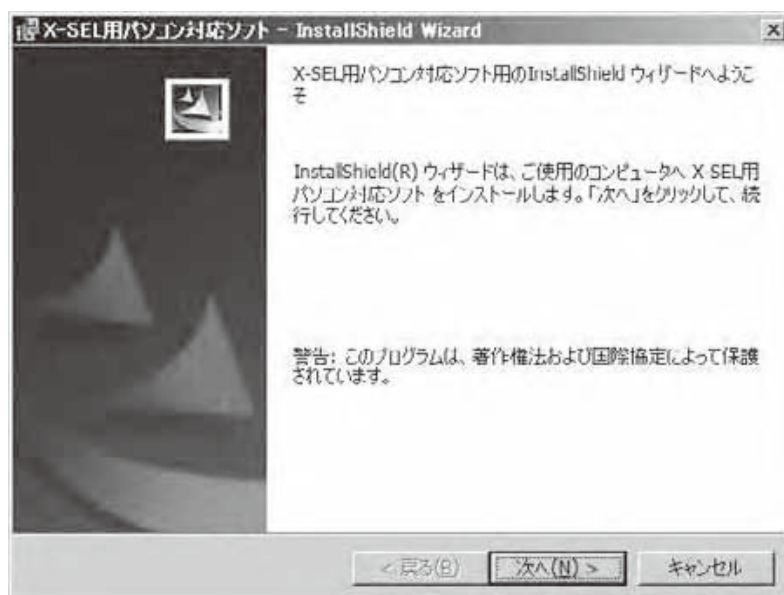 X-SEL用パソコン対応ソフト - InstallShield Wizard
X-SEL用パソコン対応ソフト用のInstallShield ウィザードへようこ
そ
InstallShield(R) ウィザードは、ご使用のコンピュータへ X-SEL用
パソコン対応ソフト をインストールします。「次へ」をクリックして、続
行してください。
警告: このプログラムは、著作権法および国際協定によって保護
されています。
< 戻る(B)
次へ(N) >
キャンセル